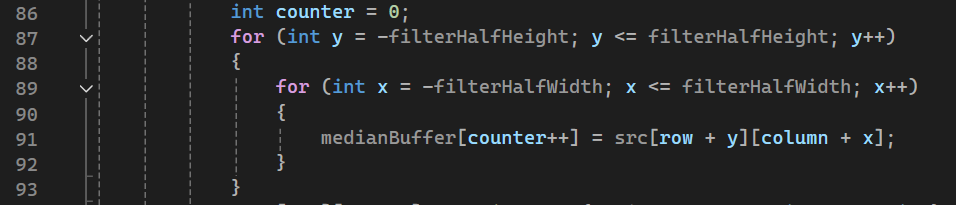 86 int counter = 0;
87 for (int y = -filterHalfHeight; y <= filterHalfHeight; y++)
88 {
89 for (int x = -filterHalfWidth; x <= filterHalfWidth; x++)
90 {
91 medianBuffer[counter++] = src[row + y][column + x];
92 }
93 }